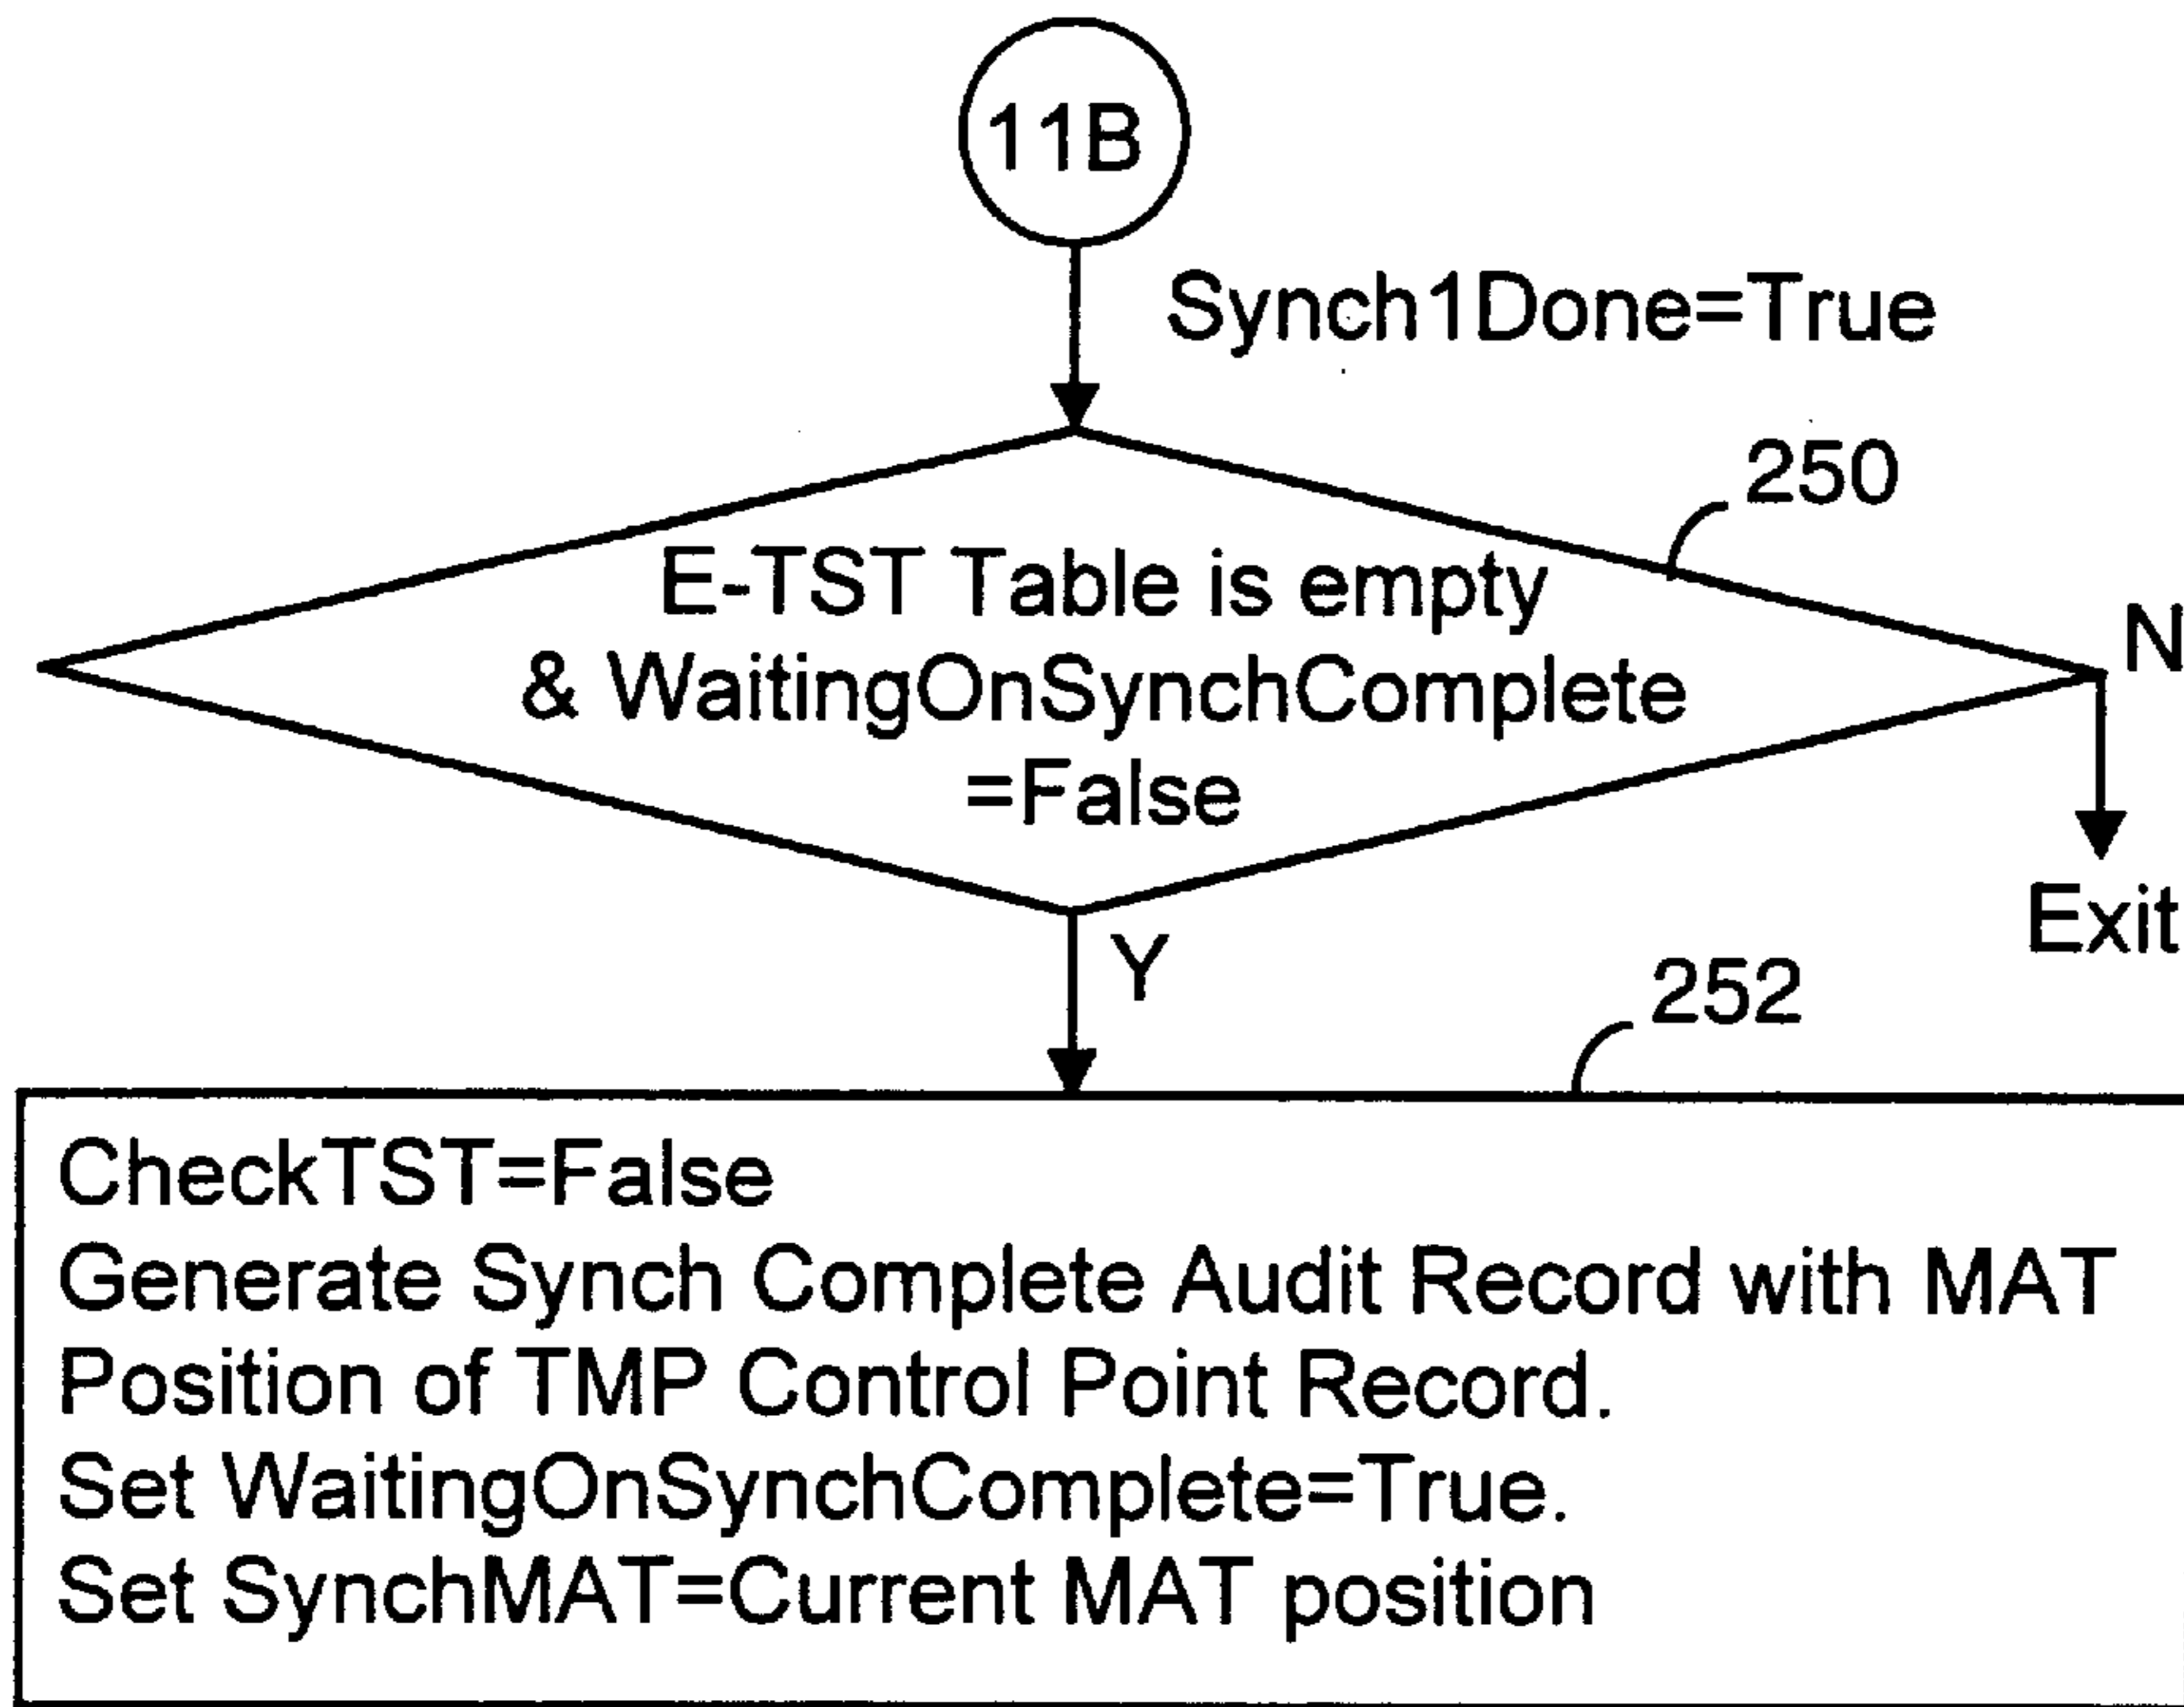 11B
Synch1Done=True
250
E-TST Table is empty
& WaitingOnSynchComplete
=False
N
Exit
Y
252
CheckTST=False
Generate Synch Complete Audit Record with MAT
Position of TMP Control Point Record.
Set WaitingOnSynchComplete=True.
Set SynchMAT=Current MAT position